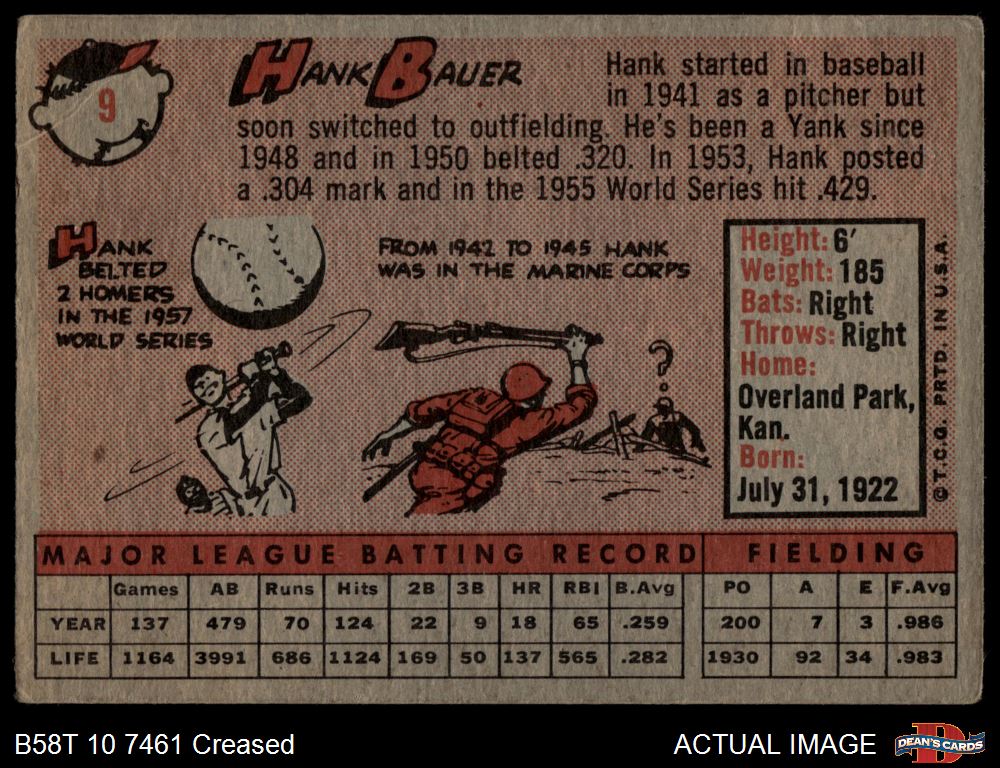 9
HANK BAUER
Hank started in baseball
in 1941 as a pitcher but
soon switched to outfielding. He's been a Yank since
1948 and in 1950 belted .320. In 1953, Hank posted
a .304 mark and in the 1955 World Series hit .429.
HANK
BELTED
2 HOMERS
IN THE 1957
WORLD SERIES
FROM 1942 TO 1945 HANK
WAS IN THE MARINE CORPS
?
Height: 6'
Weight: 185
Bats: Right
Throws: Right
Home:
Overland Park,
Kan.
Born:
July 31, 1922
© T.C.G. PRTD. IN U.S.A.
MAJOR LEAGUE BATTING RECORD FIELDING
Games AB Runs Hits 2B 3B HR RBI B.Avg PO A E F.Avg
YEAR 137 479 70 124 22 9 18 65 .259 200 7 3 .986
LIFE 1164 3991 686 1124 169 50 137 565 .282 1930 92 34 .983
B58T 10 7461 Creased
ACTUAL IMAGE
D
DEAN'S CARDS